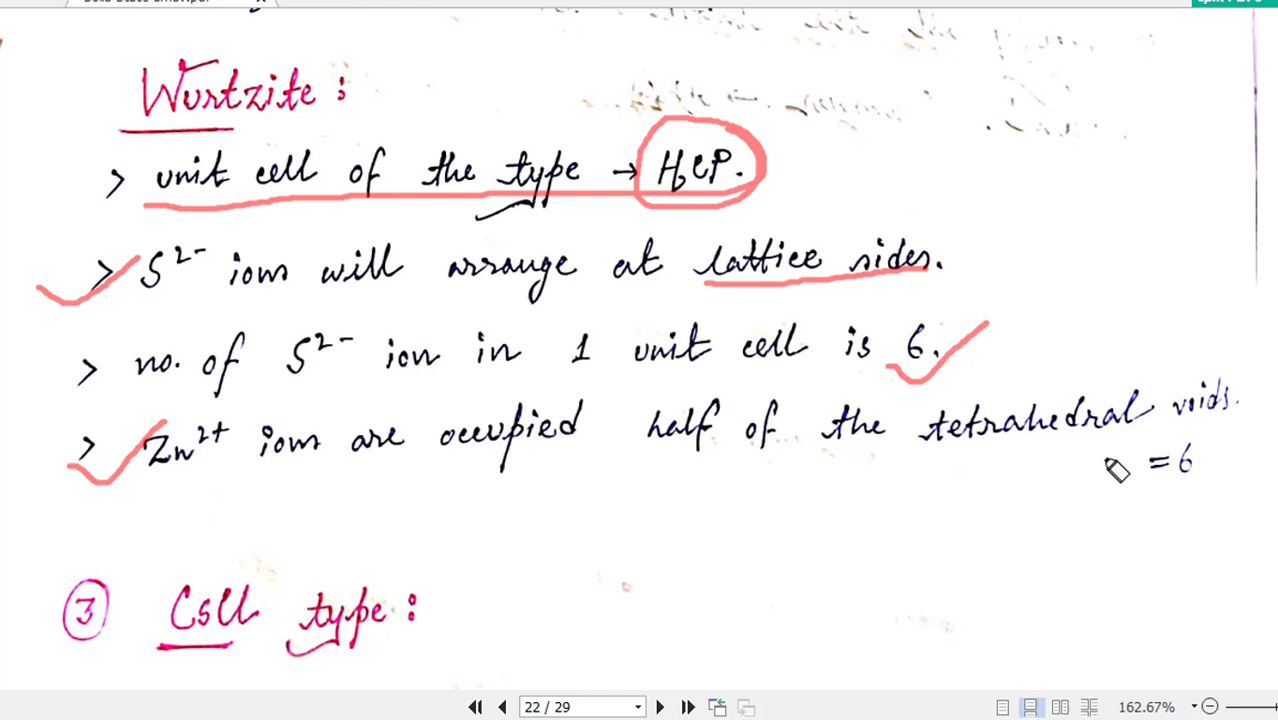 Wurtzite :
> unit cell of the type → HCP.
> S²⁻ ions will arrange at lattice sides.
> no. of S²⁻ ion in 1 unit cell is 6.
> Zn²⁺ ions are occupied half of the tetrahedral voids.
= 6
③ CsCl type :
22 / 29
162.67%